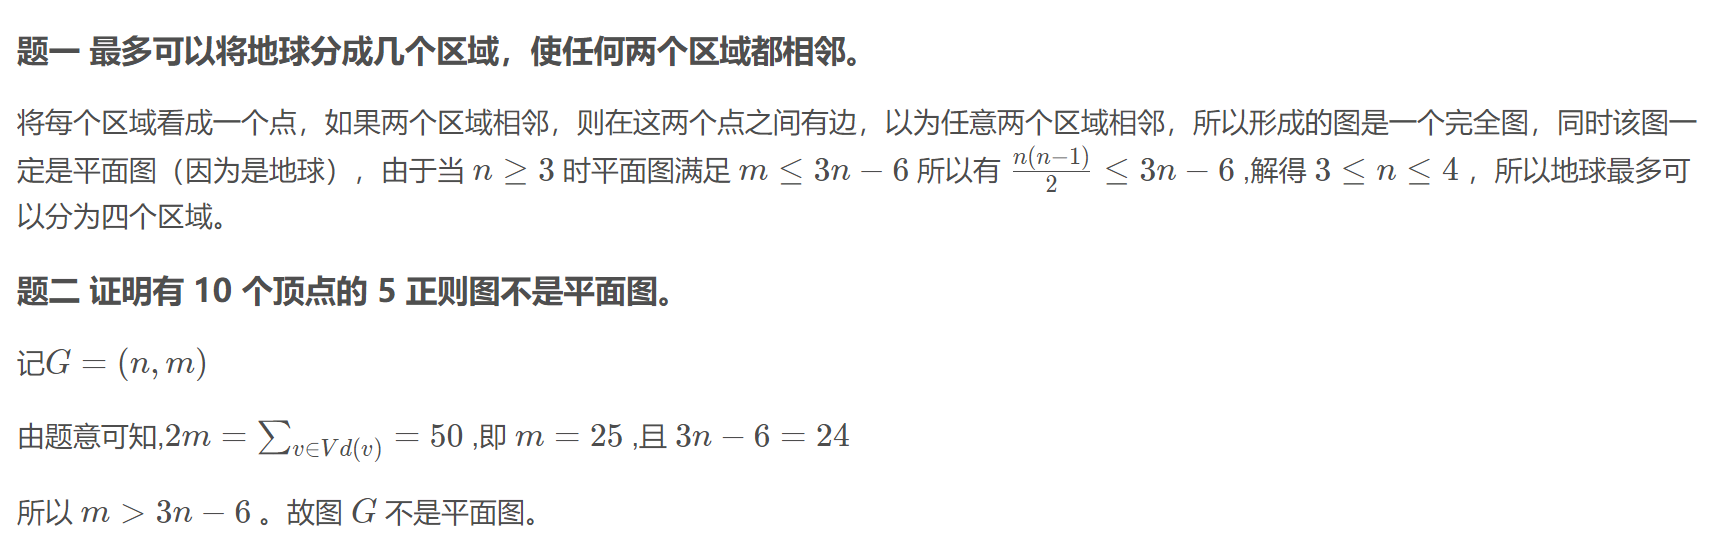 题一 最多可以将地球分成几个区域，使任何两个区域都相邻。
将每个区域看成一个点，如果两个区域相邻，则在这两个点之间有边，以为任意两个区域相邻，所以形成的图是一个完全图，同时该图一
定是平面图（因为是地球），由于当 n ≥ 3 时平面图满足 m ≤ 3n − 6 所以有 \frac{n(n−1)}{2} ≤ 3n − 6 ,解得 3 ≤ n ≤ 4 ，所以地球最多可
以分为四个区域。
题二 证明有 10 个顶点的 5 正则图不是平面图。
记G = (n, m)
由题意可知,2m = ∑_{v∈Vd(v)} = 50 ,即 m = 25 ,且 3n − 6 = 24
所以 m > 3n − 6 。故图 G 不是平面图。